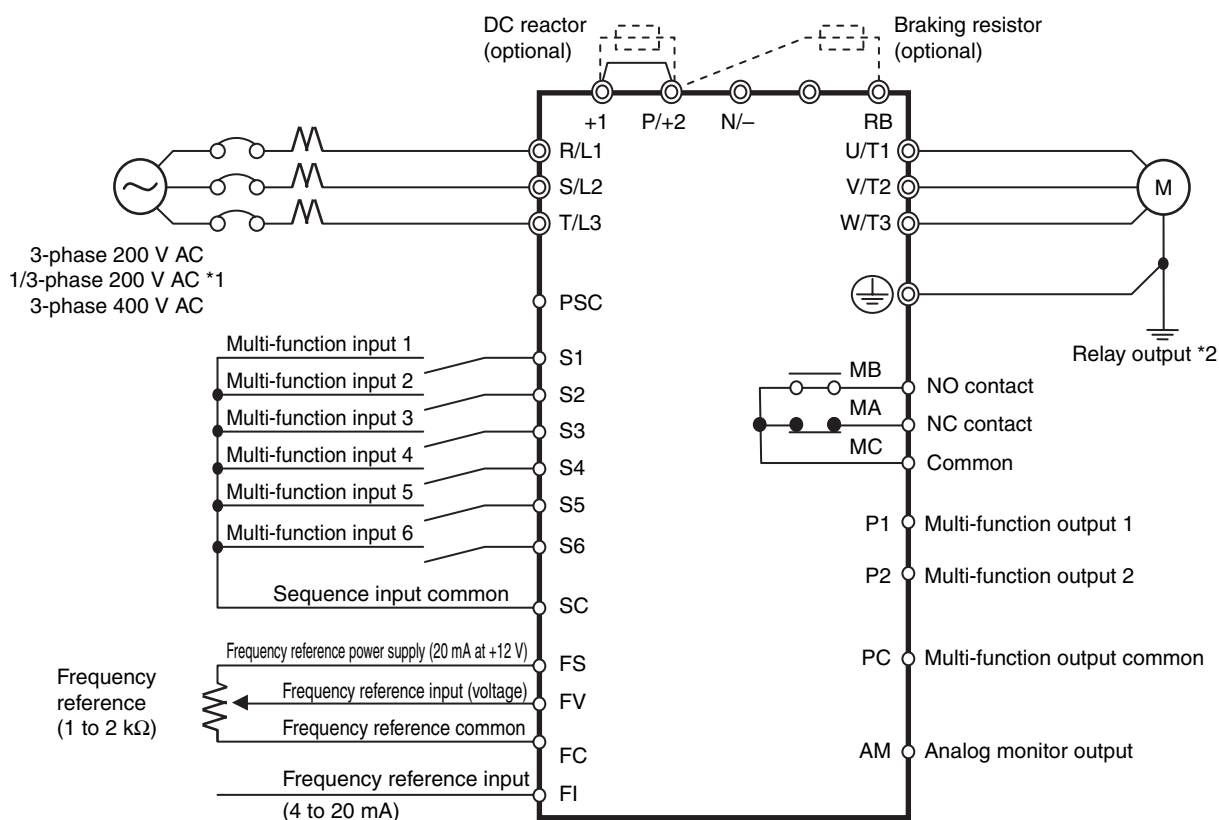 DC reactor
(optional)
Braking resistor
(optional)
+1
P/+2
N/–
RB
R/L1
S/L2
T/L3
U/T1
V/T2
W/T3
M
3-phase 200 V AC
1/3-phase 200 V AC *1
3-phase 400 V AC
PSC
Multi-function input 1
S1
Multi-function input 2
S2
Multi-function input 3
S3
Multi-function input 4
S4
Multi-function input 5
S5
Multi-function input 6
S6
Sequence input common
SC
Relay output *2
MB
NO contact
MA
NC contact
MC
Common
P1
Multi-function output 1
P2
Multi-function output 2
PC
Multi-function output common
AM
Analog monitor output
Frequency
reference
(1 to 2 kΩ)
Frequency reference power supply (20 mA at +12 V)
FS
Frequency reference input (voltage)
FV
Frequency reference common
FC
Frequency reference input
(4 to 20 mA)
FI